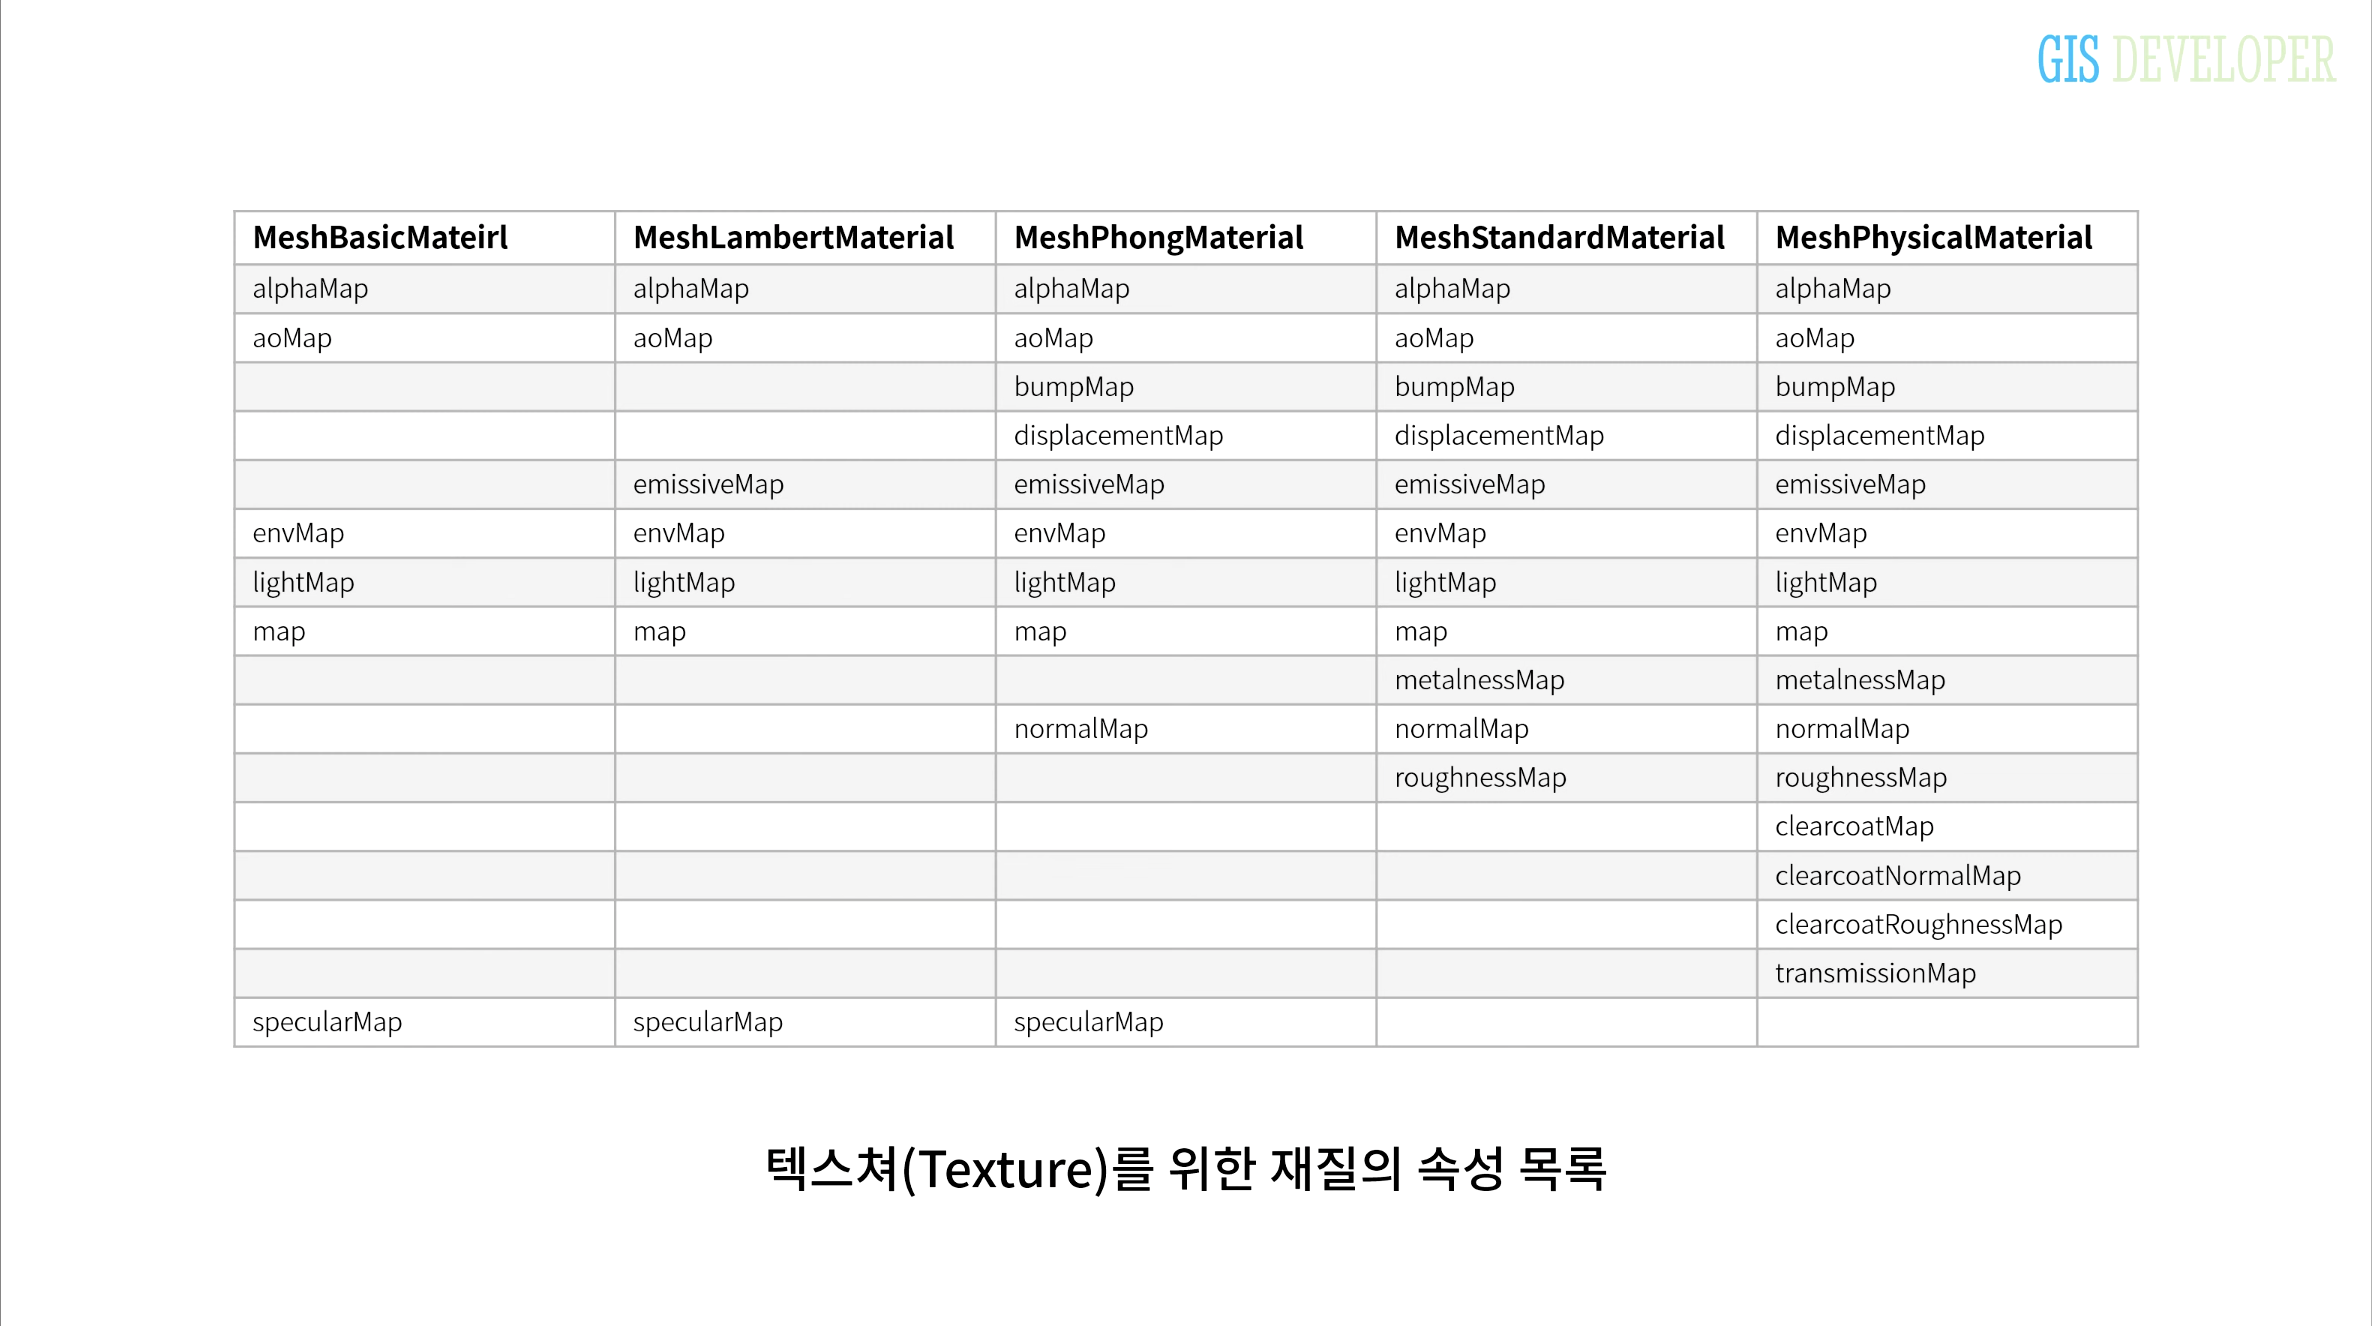 GIS DEVELOPER
MeshBasicMateirl MeshLambertMaterial MeshPhongMaterial MeshStandardMaterial MeshPhysicalMaterial
alphaMap alphaMap alphaMap alphaMap alphaMap
aoMap aoMap aoMap aoMap aoMap
bumpMap bumpMap bumpMap
displacementMap displacementMap displacementMap
emissiveMap emissiveMap emissiveMap emissiveMap
envMap envMap envMap envMap envMap
lightMap lightMap lightMap lightMap lightMap
map map map map map
metalnessMap metalnessMap
normalMap normalMap normalMap
roughnessMap roughnessMap
clearcoatMap
clearcoatNormalMap
clearcoatRoughnessMap
transmissionMap
specularMap specularMap specularMap
텍스쳐(Texture)를 위한 재질의 속성 목록